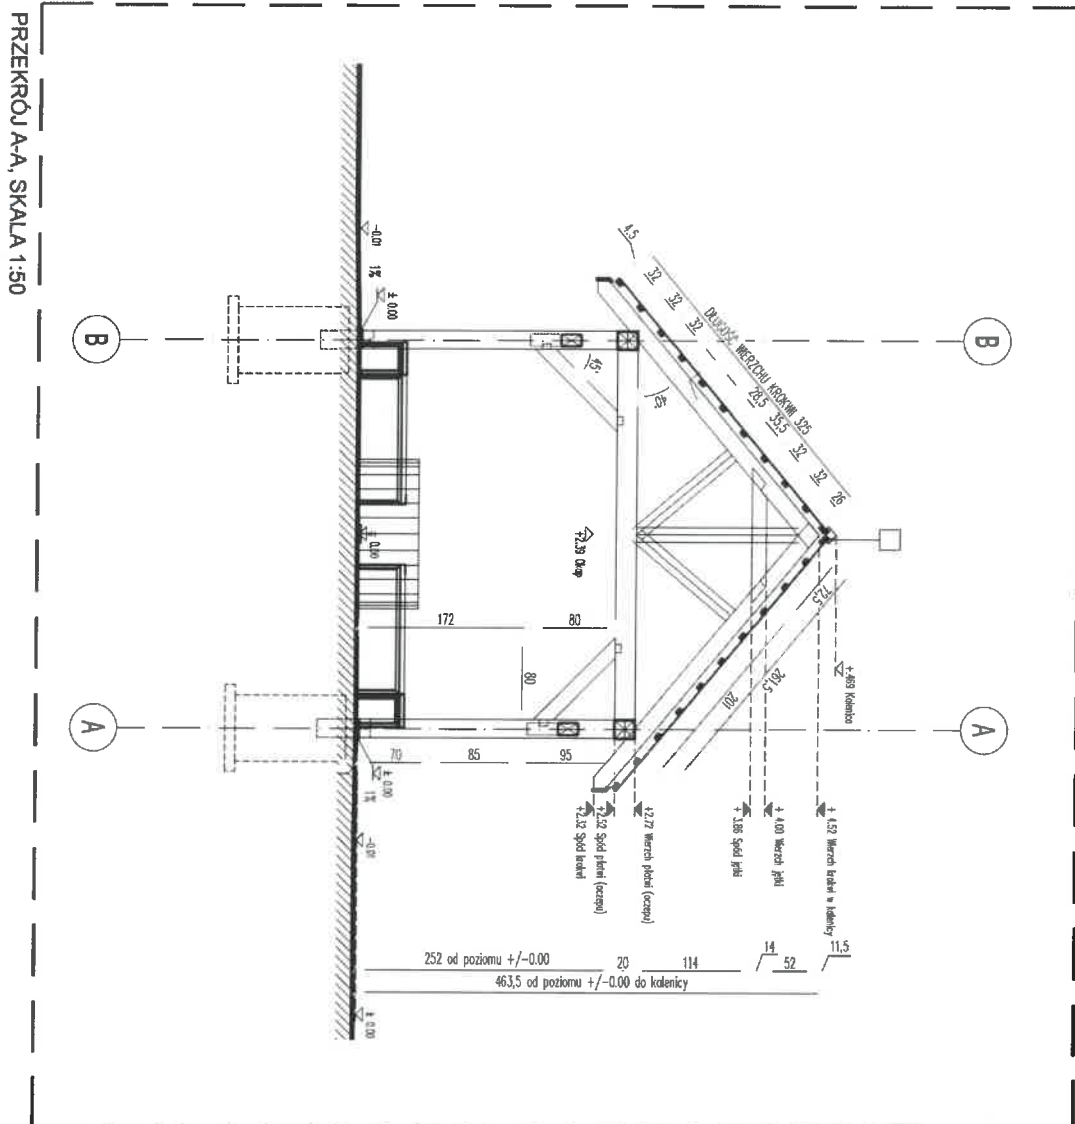 PRZEKRÓJ A-A, SKALA 1:50
B
B
A
A
-0.01
1%
± 0.00
4,5
32
32
32
DŁUGOŚĆ WIERZCHU KROKWI 325
28,5
35,5
32
32
26
45°
45°
± 0.00
+2.39 Okap
172
80
80
70
85
95
72,5
261,5
201
+469 Kalenica
± 0.00
1%
-0.01
± 0.00
+2.32 Spód krokwi
+2.52 Spód płatwi (oczepu)
+2.72 Wierzch płatwi (oczepu)
+ 3.86 Spód jętki
+ 4.00 Wierzch jętki
+ 4.52 Wierzch krokwi w kalenicy
252 od poziomu +/-0.00
20
114
14
52
11,5
463,5 od poziomu +/-0.00 do kalenicy